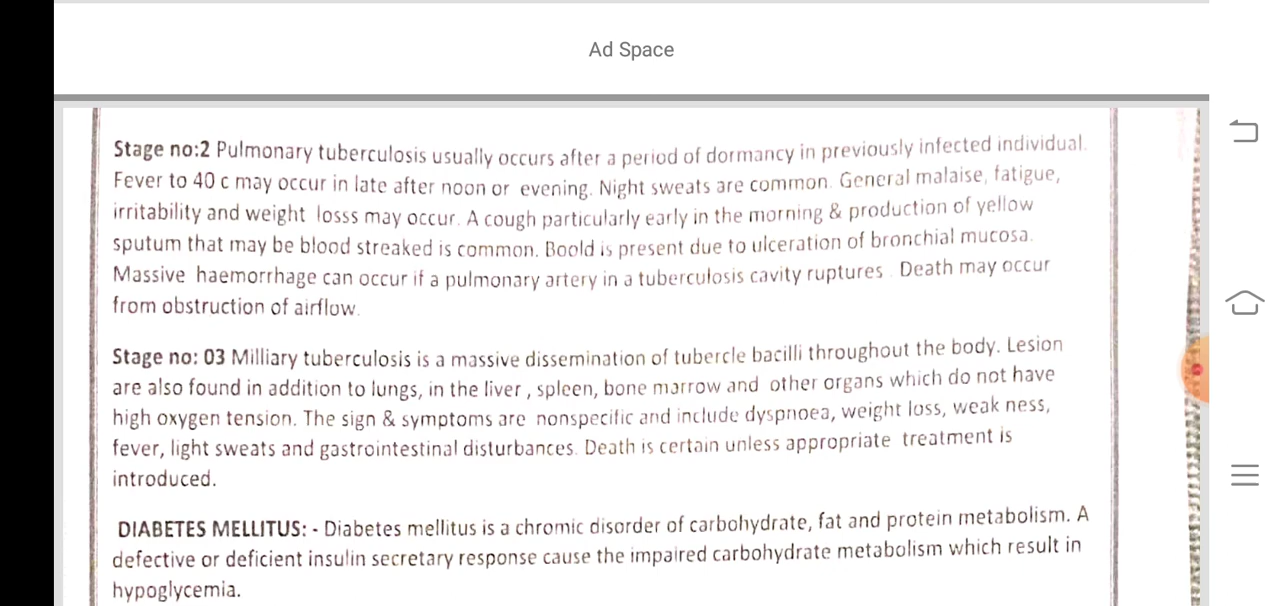 Ad Space
Stage no:2 Pulmonary tuberculosis usually occurs after a period of dormancy in previously infected individual.
Fever to 40 c may occur in late after noon or evening. Night sweats are common. General malaise, fatigue,
irritability and weight losss may occur. A cough particularly early in the morning & production of yellow
sputum that may be blood streaked is common. Boold is present due to ulceration of bronchial mucosa.
Massive haemorrhage can occur if a pulmonary artery in a tuberculosis cavity ruptures . Death may occur
from obstruction of airflow.
Stage no: 03 Milliary tuberculosis is a massive dissemination of tubercle bacilli throughout the body. Lesion
are also found in addition to lungs, in the liver , spleen, bone marrow and other organs which do not have
high oxygen tension. The sign & symptoms are nonspecific and include dyspnoea, weight loss, weak ness,
fever, light sweats and gastrointestinal disturbances. Death is certain unless appropriate treatment is
introduced.
DIABETES MELLITUS: - Diabetes mellitus is a chromic disorder of carbohydrate, fat and protein metabolism. A
defective or deficient insulin secretary response cause the impaired carbohydrate metabolism which result in
hypoglycemia.